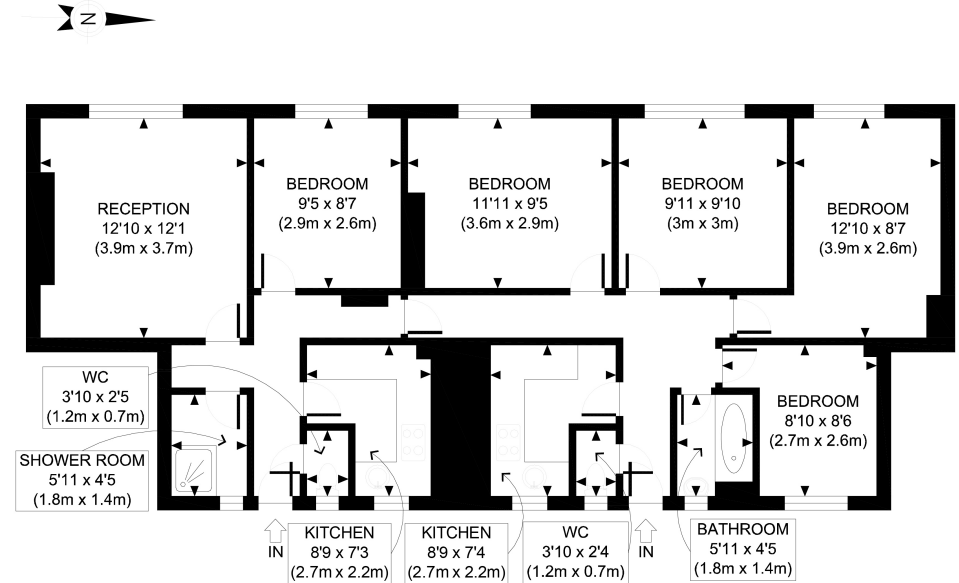 N
RECEPTION
12'10 x 12'1
(3.9m x 3.7m)
BEDROOM
9'5 x 8'7
(2.9m x 2.6m)
BEDROOM
11'11 x 9'5
(3.6m x 2.9m)
BEDROOM
9'11 x 9'10
(3m x 3m)
BEDROOM
12'10 x 8'7
(3.9m x 2.6m)
WC
3'10 x 2'5
(1.2m x 0.7m)
BEDROOM
8'10 x 8'6
(2.7m x 2.6m)
SHOWER ROOM
5'11 x 4'5
(1.8m x 1.4m)
IN
KITCHEN
8'9 x 7'3
(2.7m x 2.2m)
KITCHEN
8'9 x 7'4
(2.7m x 2.2m)
WC
3'10 x 2'4
(1.2m x 0.7m)
IN
BATHROOM
5'11 x 4'5
(1.8m x 1.4m)